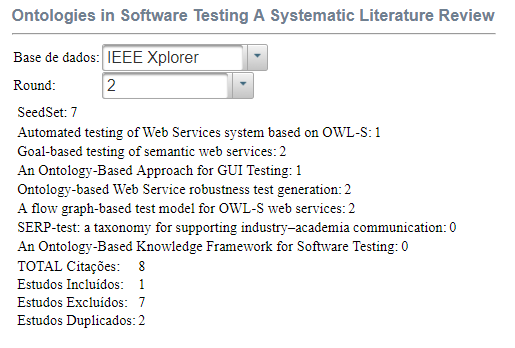 Ontologies in Software Testing A Systematic Literature Review
Base de dados: IEEE Xplorer
Round: 2
SeedSet: 7
Automated testing of Web Services system based on OWL-S: 1
Goal-based testing of semantic web services: 2
An Ontology-Based Approach for GUI Testing: 1
Ontology-based Web Service robustness test generation: 2
A flow graph-based test model for OWL-S web services: 2
SERP-test: a taxonomy for supporting industry–academia communication: 0
An Ontology-Based Knowledge Framework for Software Testing: 0
TOTAL Citações: 8
Estudos Incluídos: 1
Estudos Excluídos: 7
Estudos Duplicados: 2